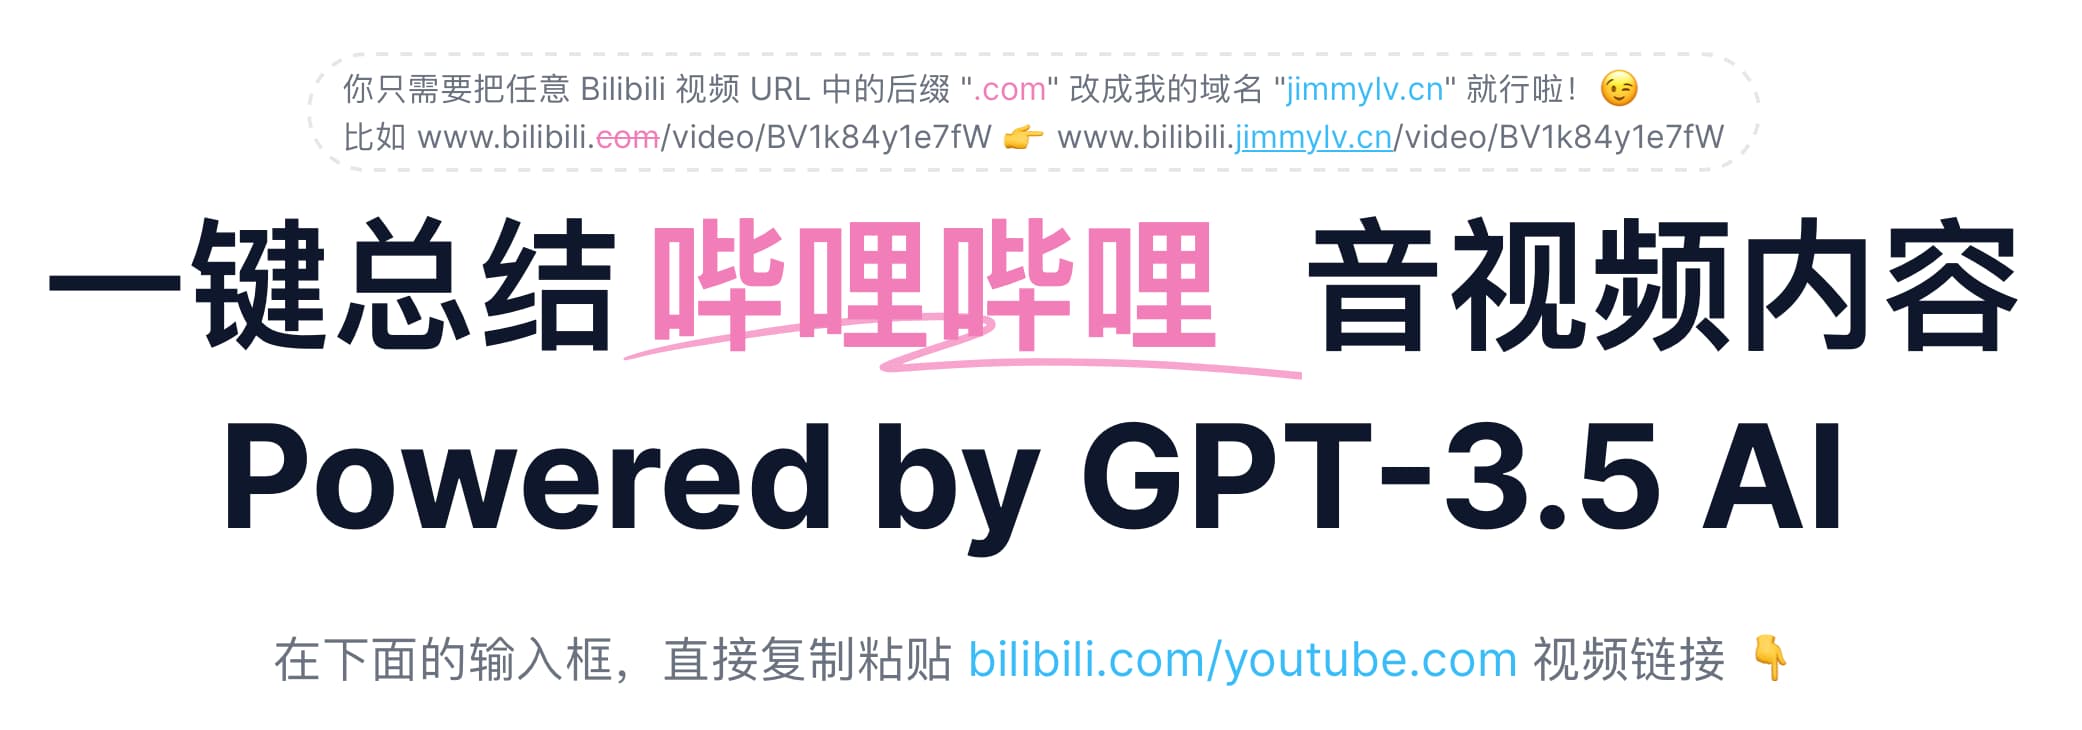 你只需要把任意 Bilibili 视频 URL 中的后缀 ".com" 改成我的域名 "jimmylv.cn" 就行啦！😉
比如 www.bilibili.com/video/BV1k84y1e7fW 👉 www.bilibili.jimmylv.cn/video/BV1k84y1e7fW
一键总结 哔哩哔哩 音视频内容
Powered by GPT-3.5 AI
在下面的输入框，直接复制粘贴 bilibili.com/youtube.com 视频链接 👇